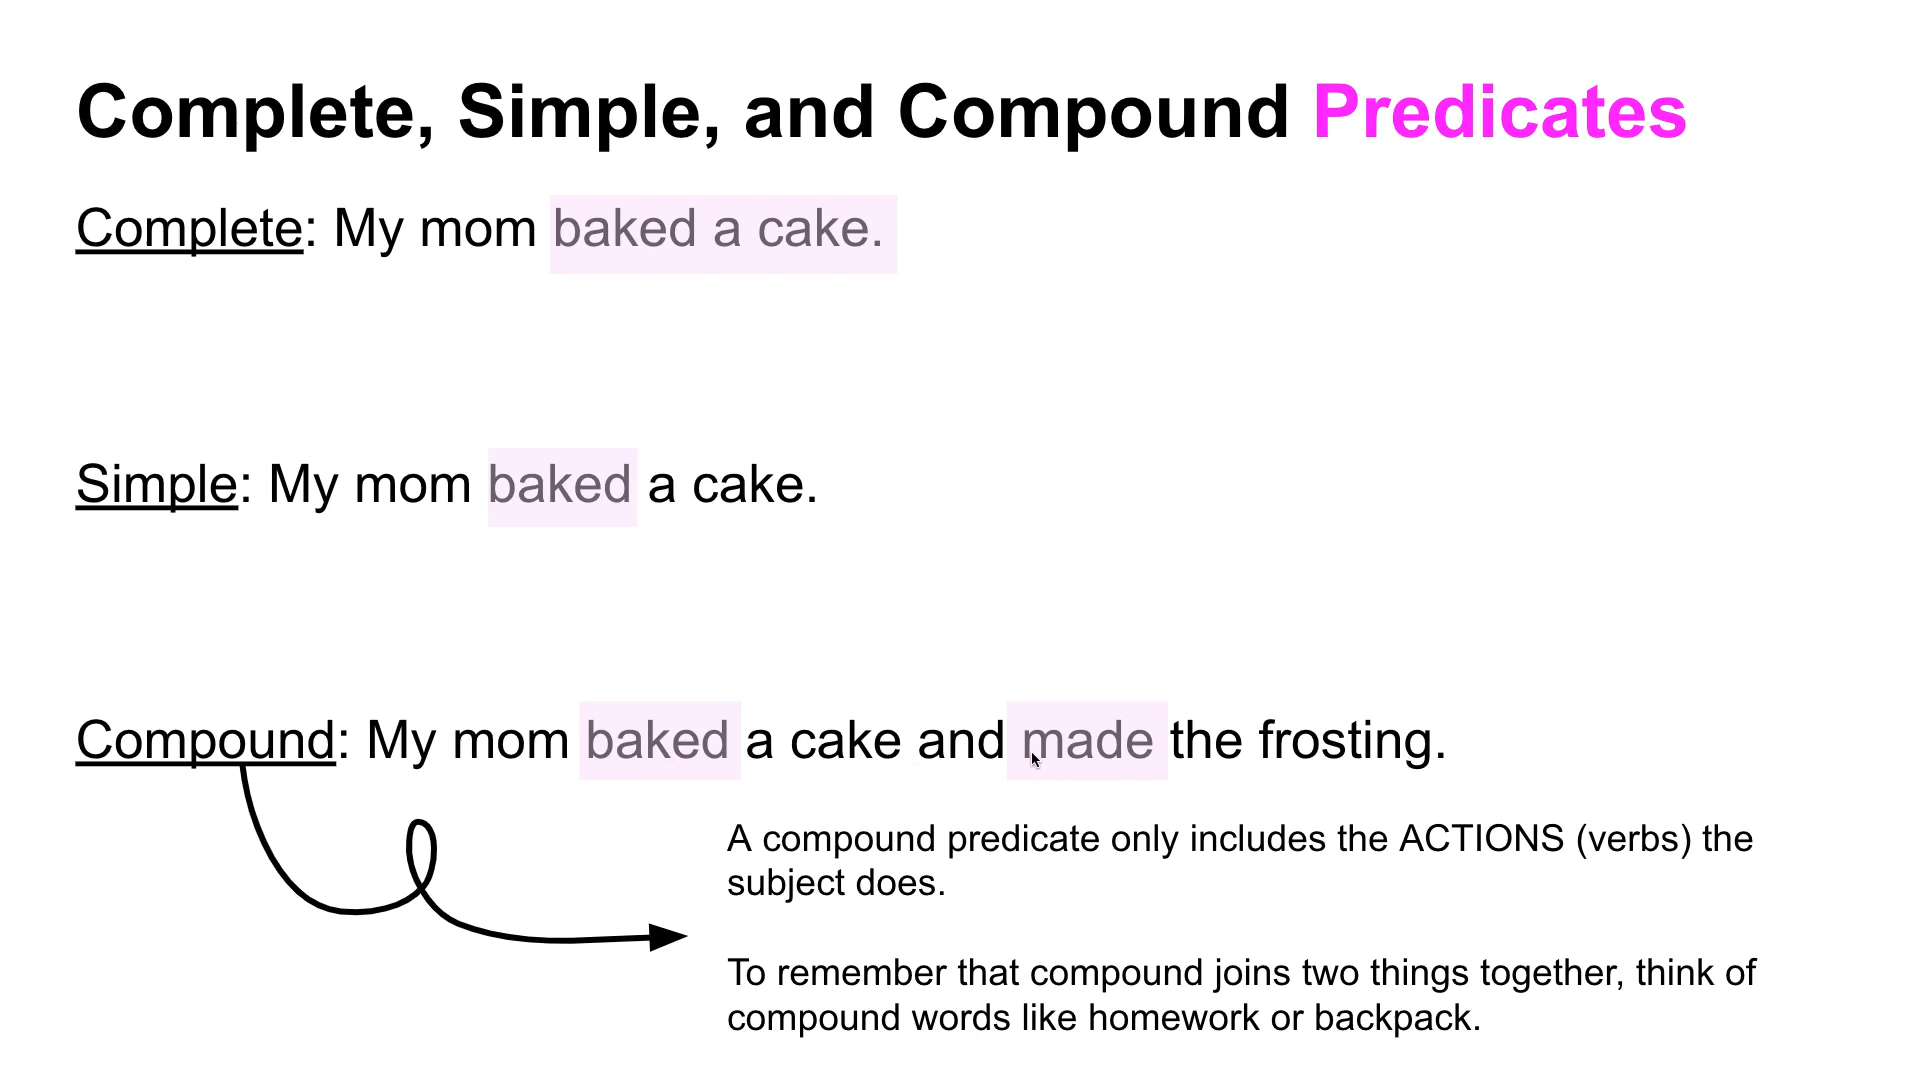 Complete, Simple, and Compound Predicates
Complete: My mom baked a cake.
Simple: My mom baked a cake.
Compound: My mom baked a cake and made the frosting.
A compound predicate only includes the ACTIONS (verbs) the
subject does.
To remember that compound joins two things together, think of
compound words like homework or backpack.